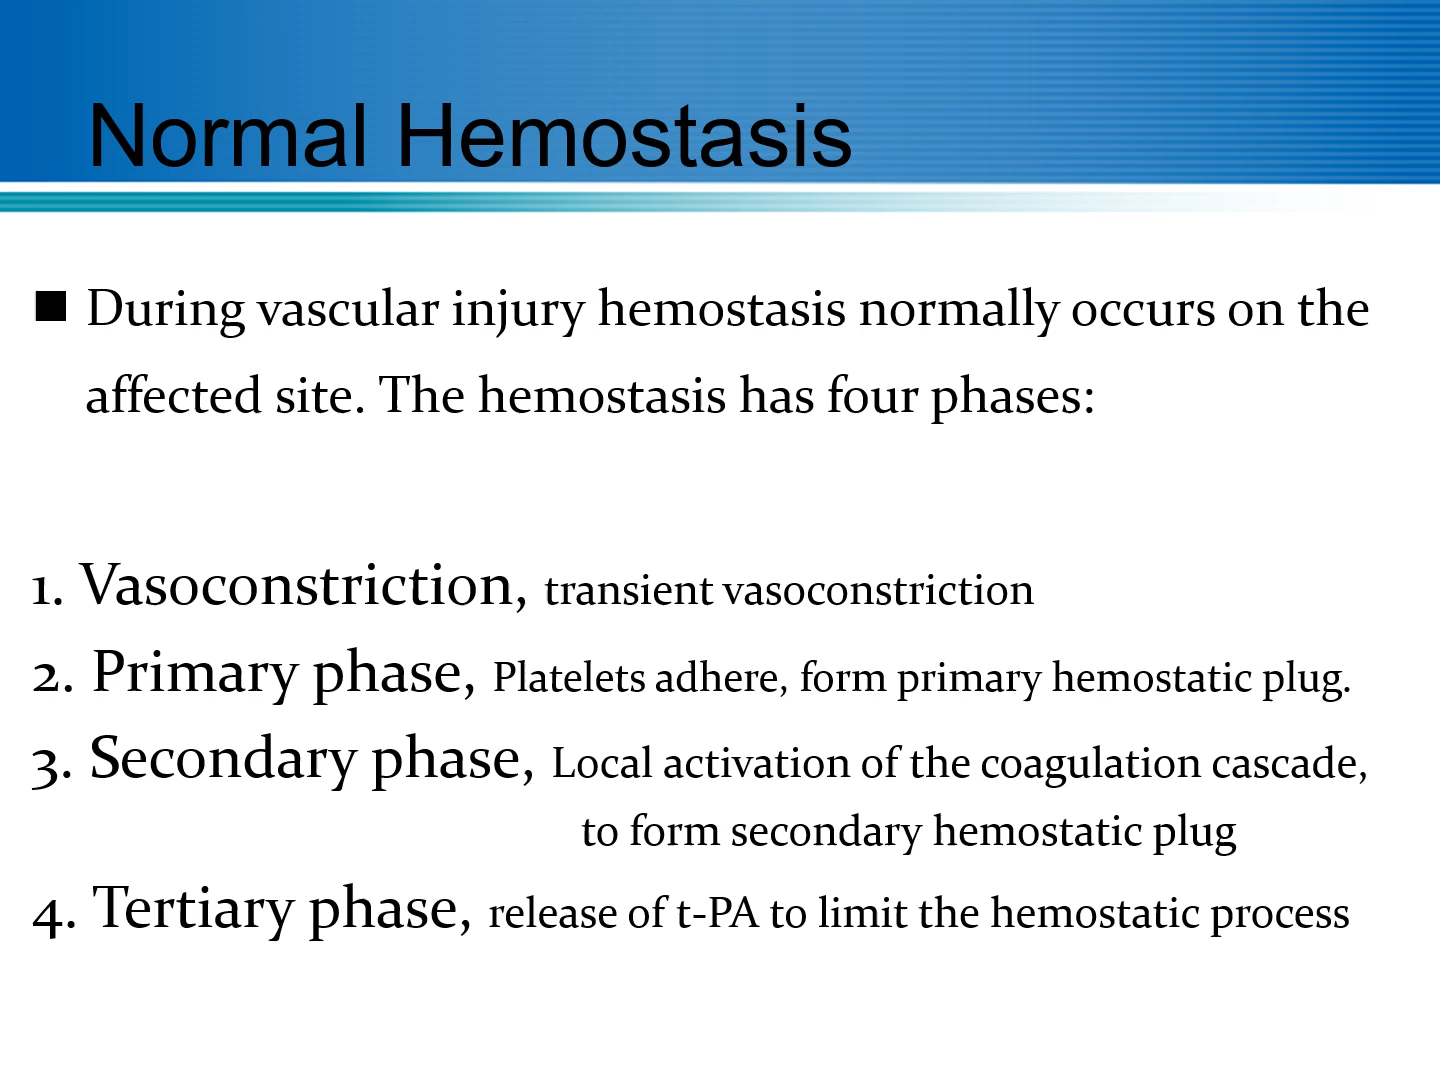 Normal Hemostasis
■ During vascular injury hemostasis normally occurs on the
affected site. The hemostasis has four phases:
1. Vasoconstriction, transient vasoconstriction
2. Primary phase, Platelets adhere, form primary hemostatic plug.
3. Secondary phase, Local activation of the coagulation cascade,
to form secondary hemostatic plug
4. Tertiary phase, release of t-PA to limit the hemostatic process